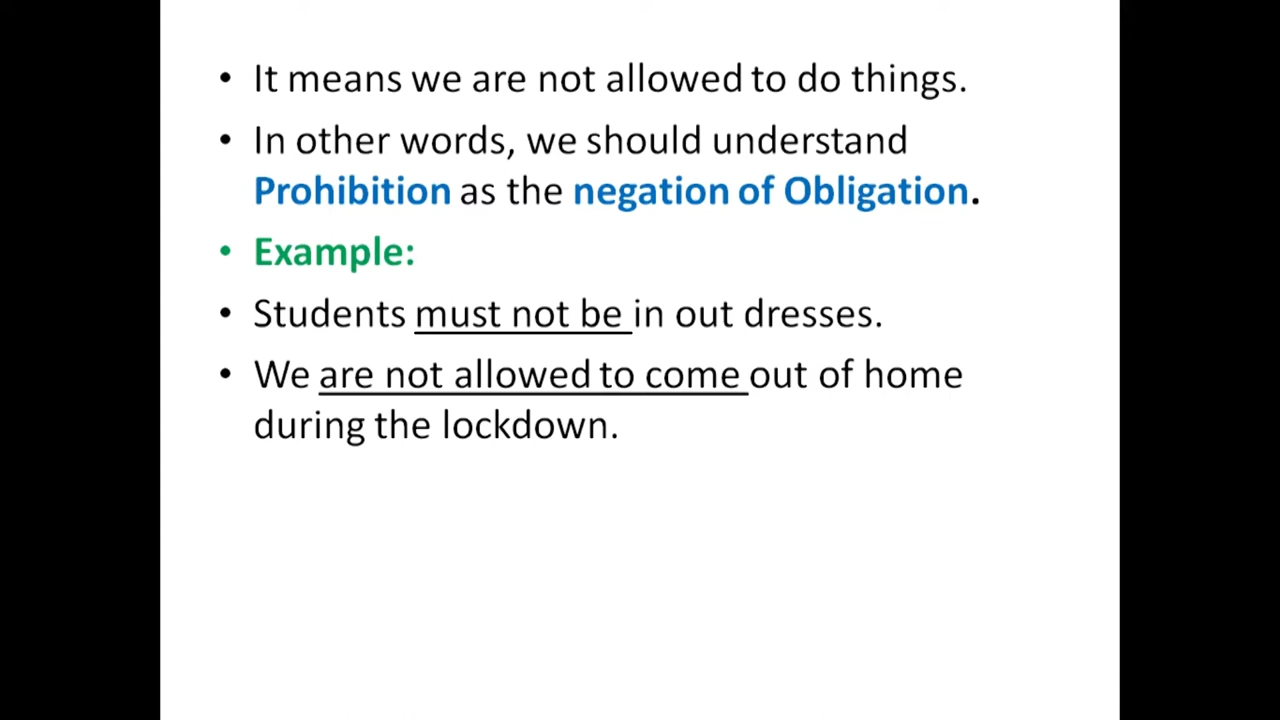 • It means we are not allowed to do things.
• In other words, we should understand
Prohibition as the negation of Obligation.
• Example:
• Students must not be in out dresses.
• We are not allowed to come out of home
during the lockdown.